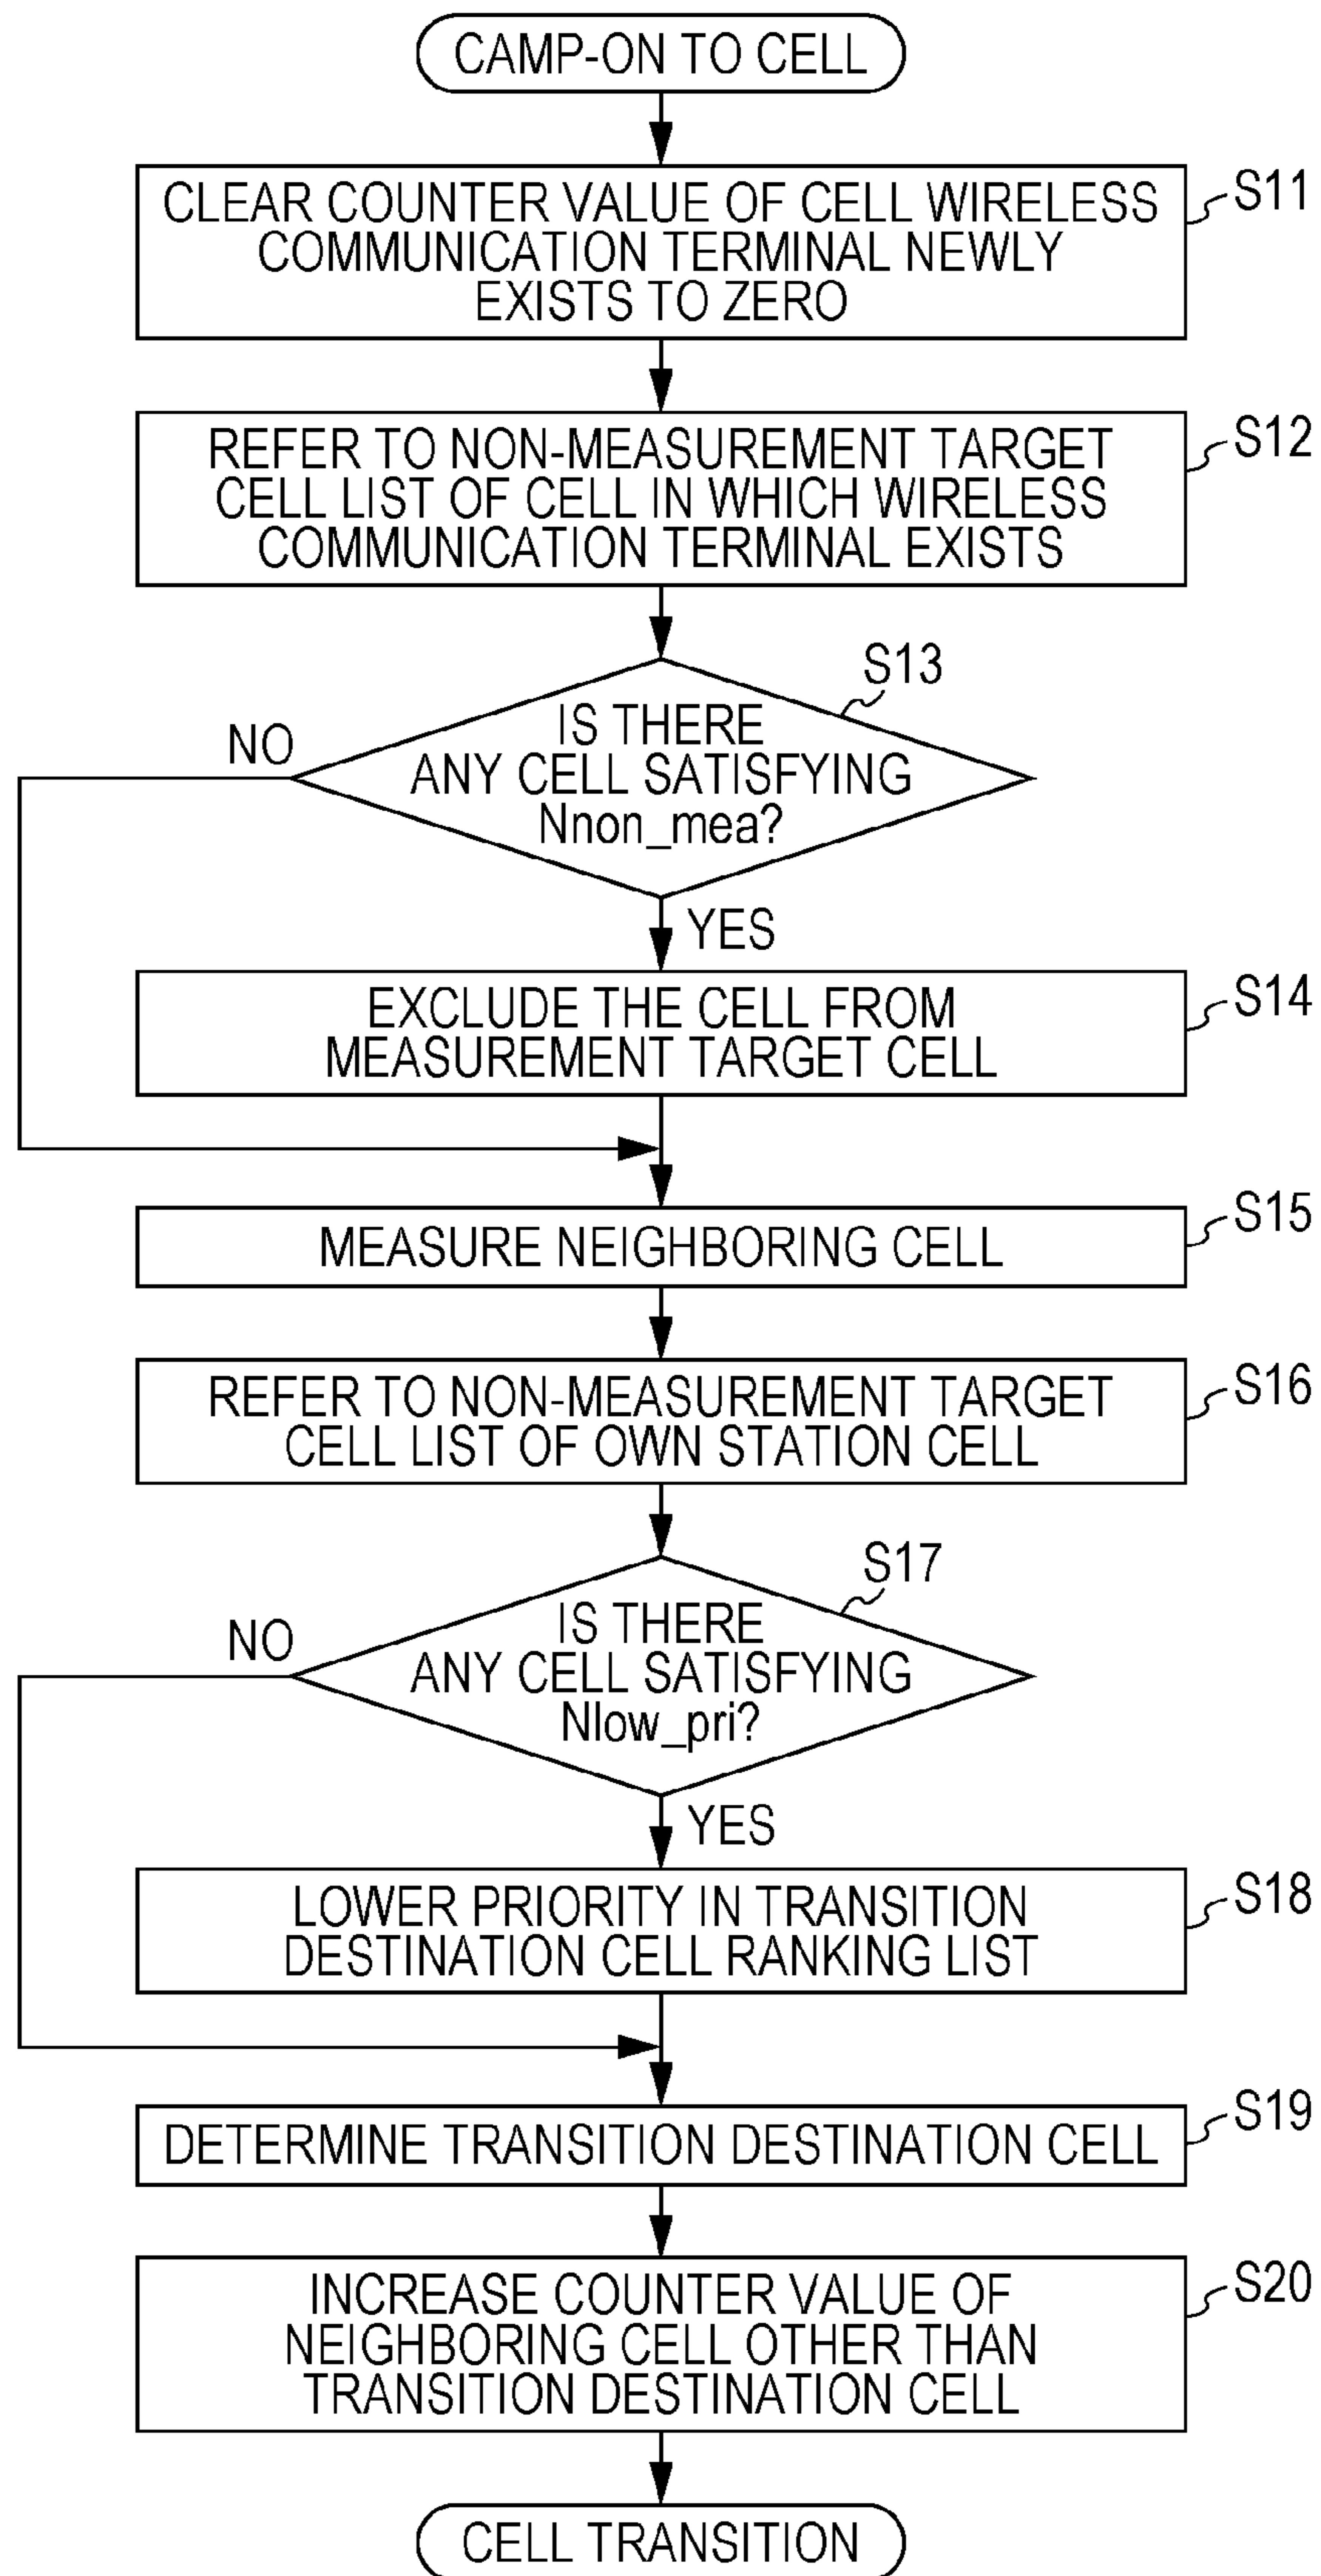 CAMP-ON TO CELL
CLEAR COUNTER VALUE OF CELL WIRELESS
COMMUNICATION TERMINAL NEWLY
EXISTS TO ZERO
S11
REFER TO NON-MEASUREMENT TARGET
CELL LIST OF CELL IN WHICH WIRELESS
COMMUNICATION TERMINAL EXISTS
S12
S13
IS THERE
ANY CELL SATISFYING
Nnon_mea?
NO
YES
EXCLUDE THE CELL FROM
MEASUREMENT TARGET CELL
S14
MEASURE NEIGHBORING CELL
S15
REFER TO NON-MEASUREMENT TARGET
CELL LIST OF OWN STATION CELL
S16
S17
IS THERE
ANY CELL SATISFYING
Nlow_pri?
NO
YES
LOWER PRIORITY IN TRANSITION
DESTINATION CELL RANKING LIST
S18
DETERMINE TRANSITION DESTINATION CELL
S19
INCREASE COUNTER VALUE OF
NEIGHBORING CELL OTHER THAN
TRANSITION DESTINATION CELL
S20
CELL TRANSITION